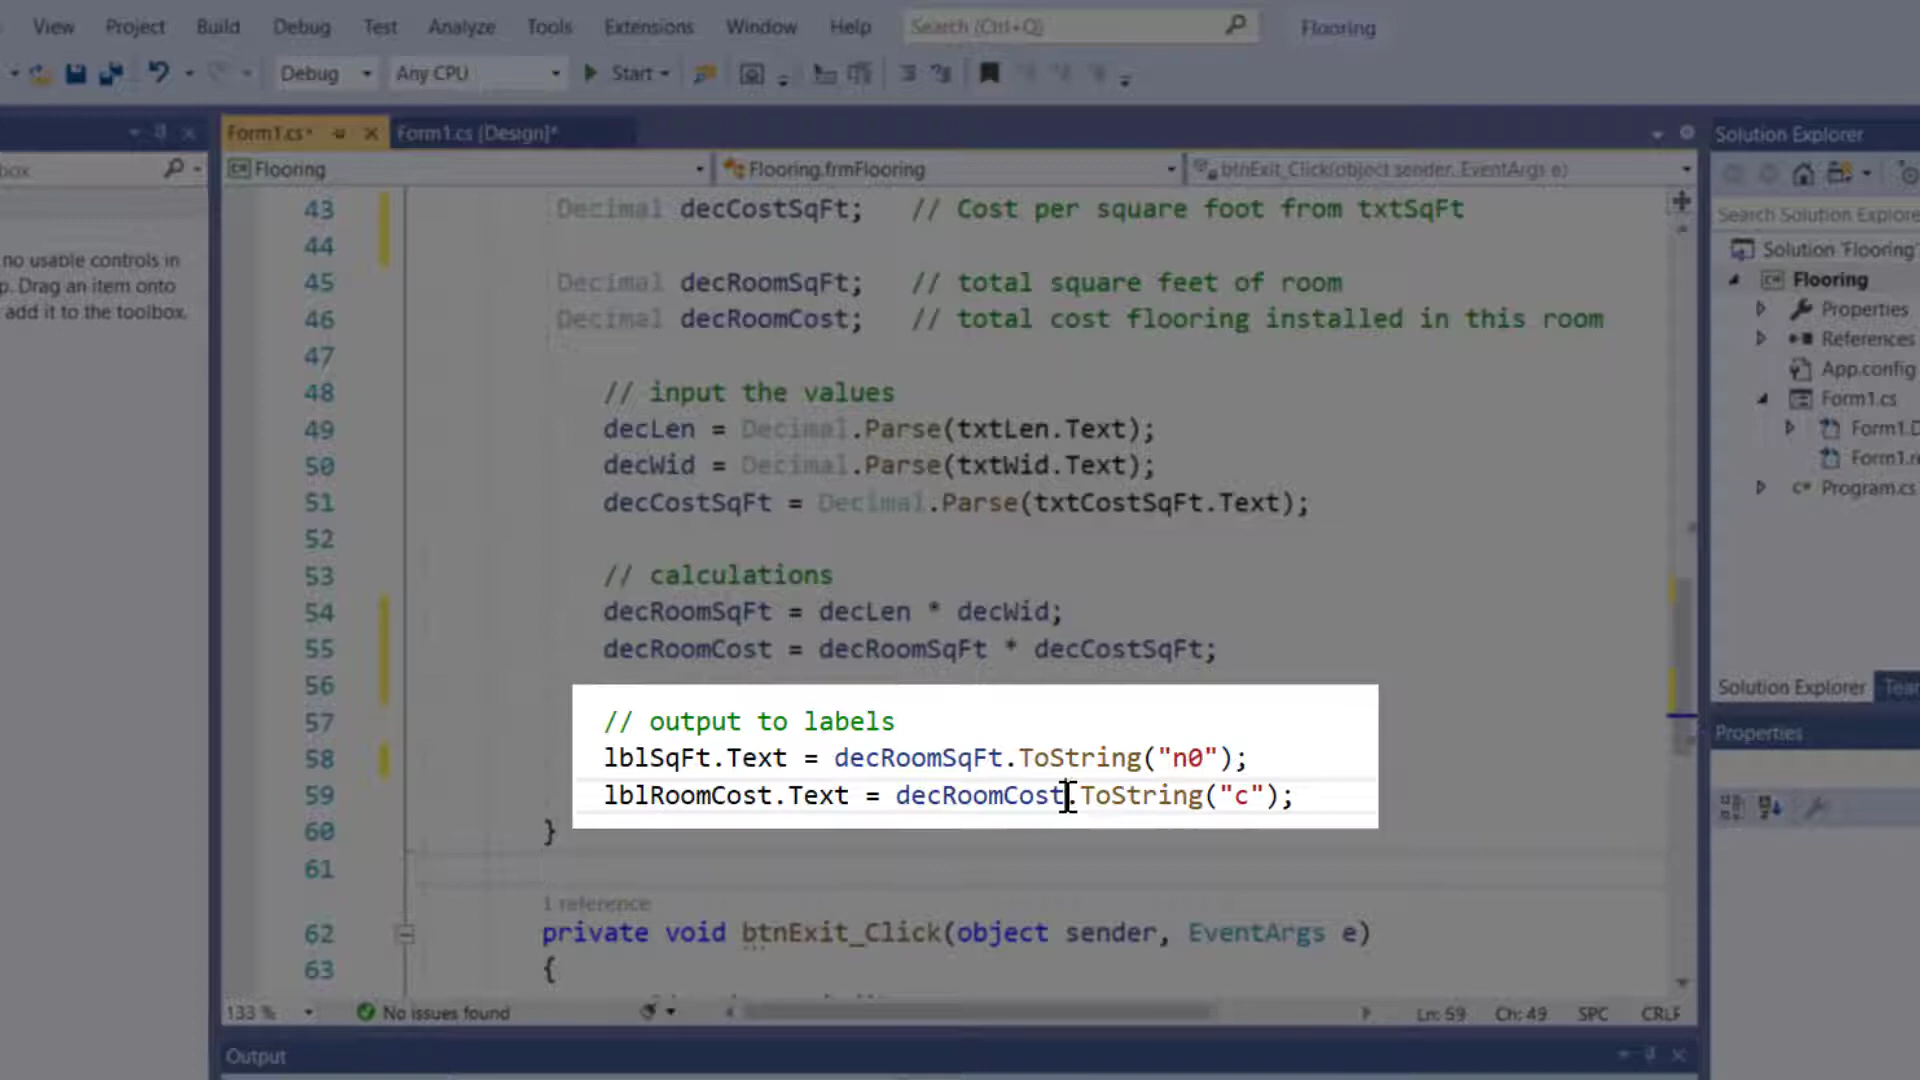 View Project Build Debug Test Analyze Tools Extensions Window Help Search (Ctrl+Q) Flooring
Debug Any CPU Start
Form1.cs* Form1.cs [Design]* Solution Explorer
Flooring Flooring.frmFlooring btnExit_Click(object sender, EventArgs e)
Search Solution Explore
43 Decimal decCostSqFt; // Cost per square foot from txtSqFt
44
45 Decimal decRoomSqFt; // total square feet of room
46 Decimal decRoomCost; // total cost flooring installed in this room
47
48 // input the values
49 decLen = Decimal.Parse(txtLen.Text);
50 decWid = Decimal.Parse(txtWid.Text);
51 decCostSqFt = Decimal.Parse(txtCostSqFt.Text);
52
53 // calculations
54 decRoomSqFt = decLen * decWid;
55 decRoomCost = decRoomSqFt * decCostSqFt;
56
57 // output to labels
58 lblSqFt.Text = decRoomSqFt.ToString("n0");
59 lblRoomCost.Text = decRoomCost.ToString("c");
60 }
61
1 reference
62 private void btnExit_Click(object sender, EventArgs e)
63 {
no usable controls in
p. Drag an item onto
add it to the toolbox.
Solution 'Flooring'
Flooring
Properties
References
App.config
Form1.cs
Form1.D
Form1.re
Program.cs
Solution Explorer Tear
Properties
133 % No issues found Ln: 59 Ch: 49 SPC CRLF
Output